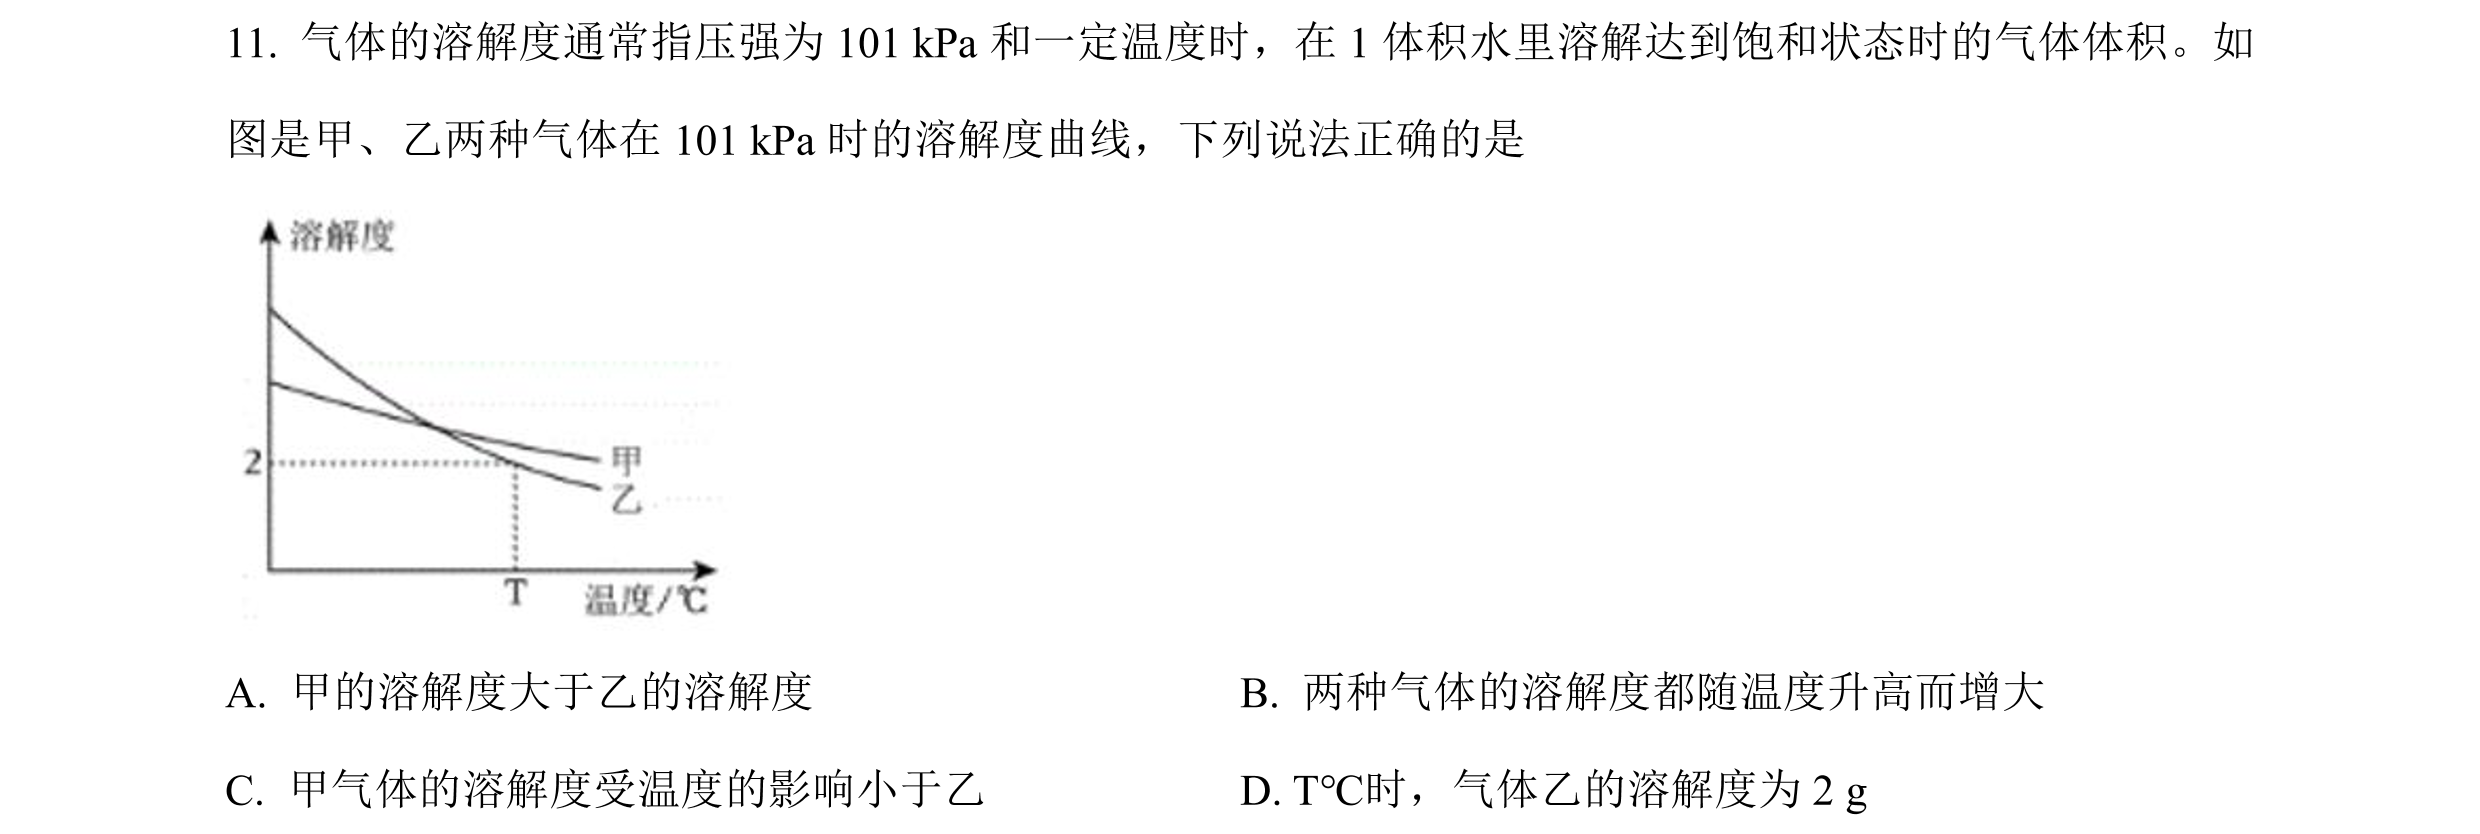 11. 气体的溶解度通常指压强为 101 kPa 和一定温度时，在 1 体积水里溶解达到饱和状态时的气体体积。如
图是甲、乙两种气体在 101 kPa 时的溶解度曲线，下列说法正确的是
溶解度
甲
2
乙
T
温度/℃
A. 甲的溶解度大于乙的溶解度
B. 两种气体的溶解度都随温度升高而增大
C. 甲气体的溶解度受温度的影响小于乙
D. T℃时，气体乙的溶解度为 2 g